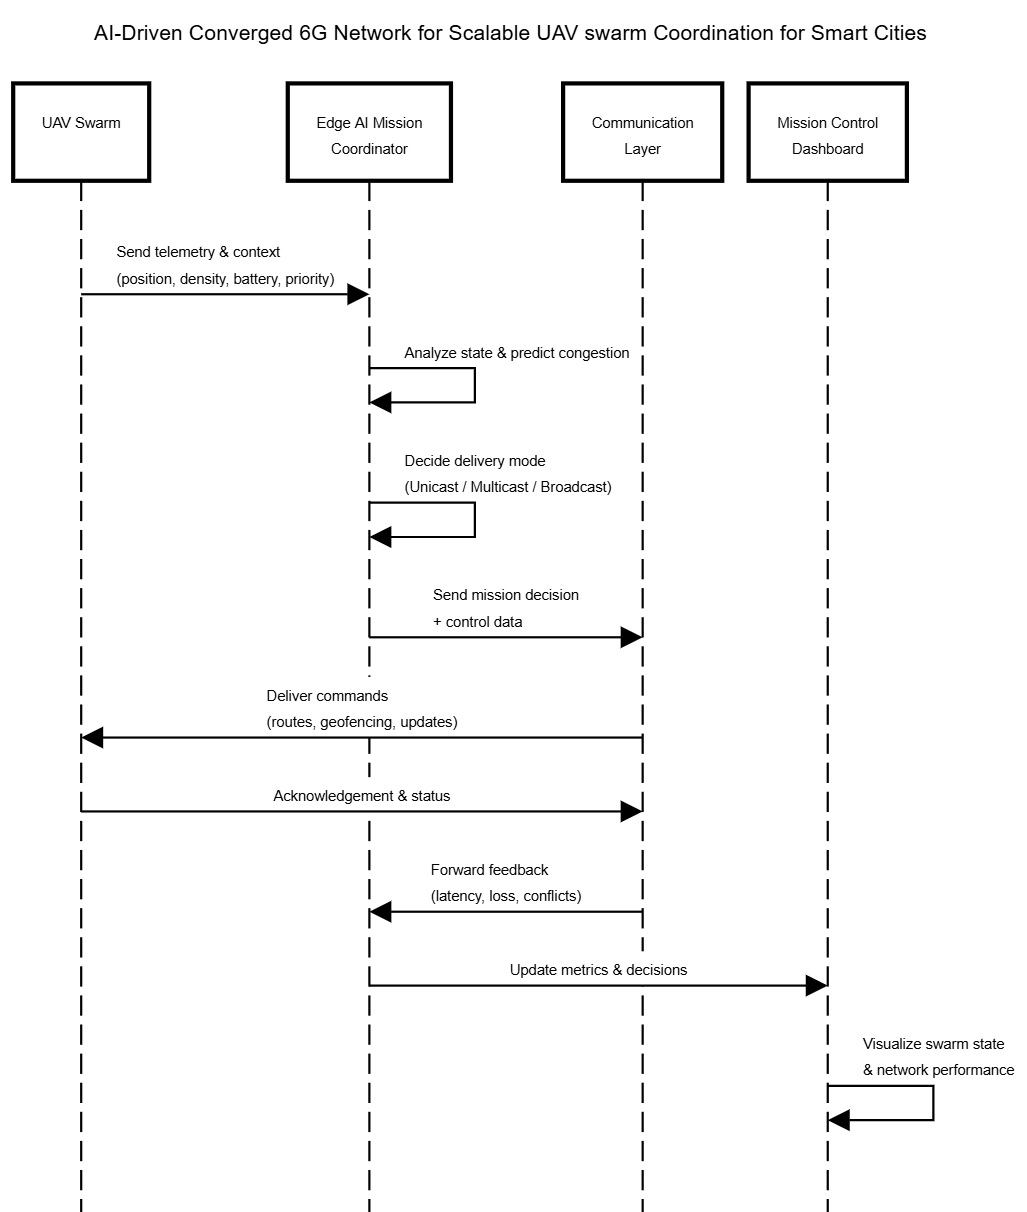 AI-Driven Converged 6G Network for Scalable UAV swarm Coordination for Smart Cities
UAV Swarm
Edge AI Mission
Coordinator
Communication
Layer
Mission Control
Dashboard
Send telemetry & context
(position, density, battery, priority)
Analyze state & predict congestion
Decide delivery mode
(Unicast / Multicast / Broadcast)
Send mission decision
+ control data
Deliver commands
(routes, geofencing, updates)
Acknowledgement & status
Forward feedback
(latency, loss, conflicts)
Update metrics & decisions
Visualize swarm state
& network performance